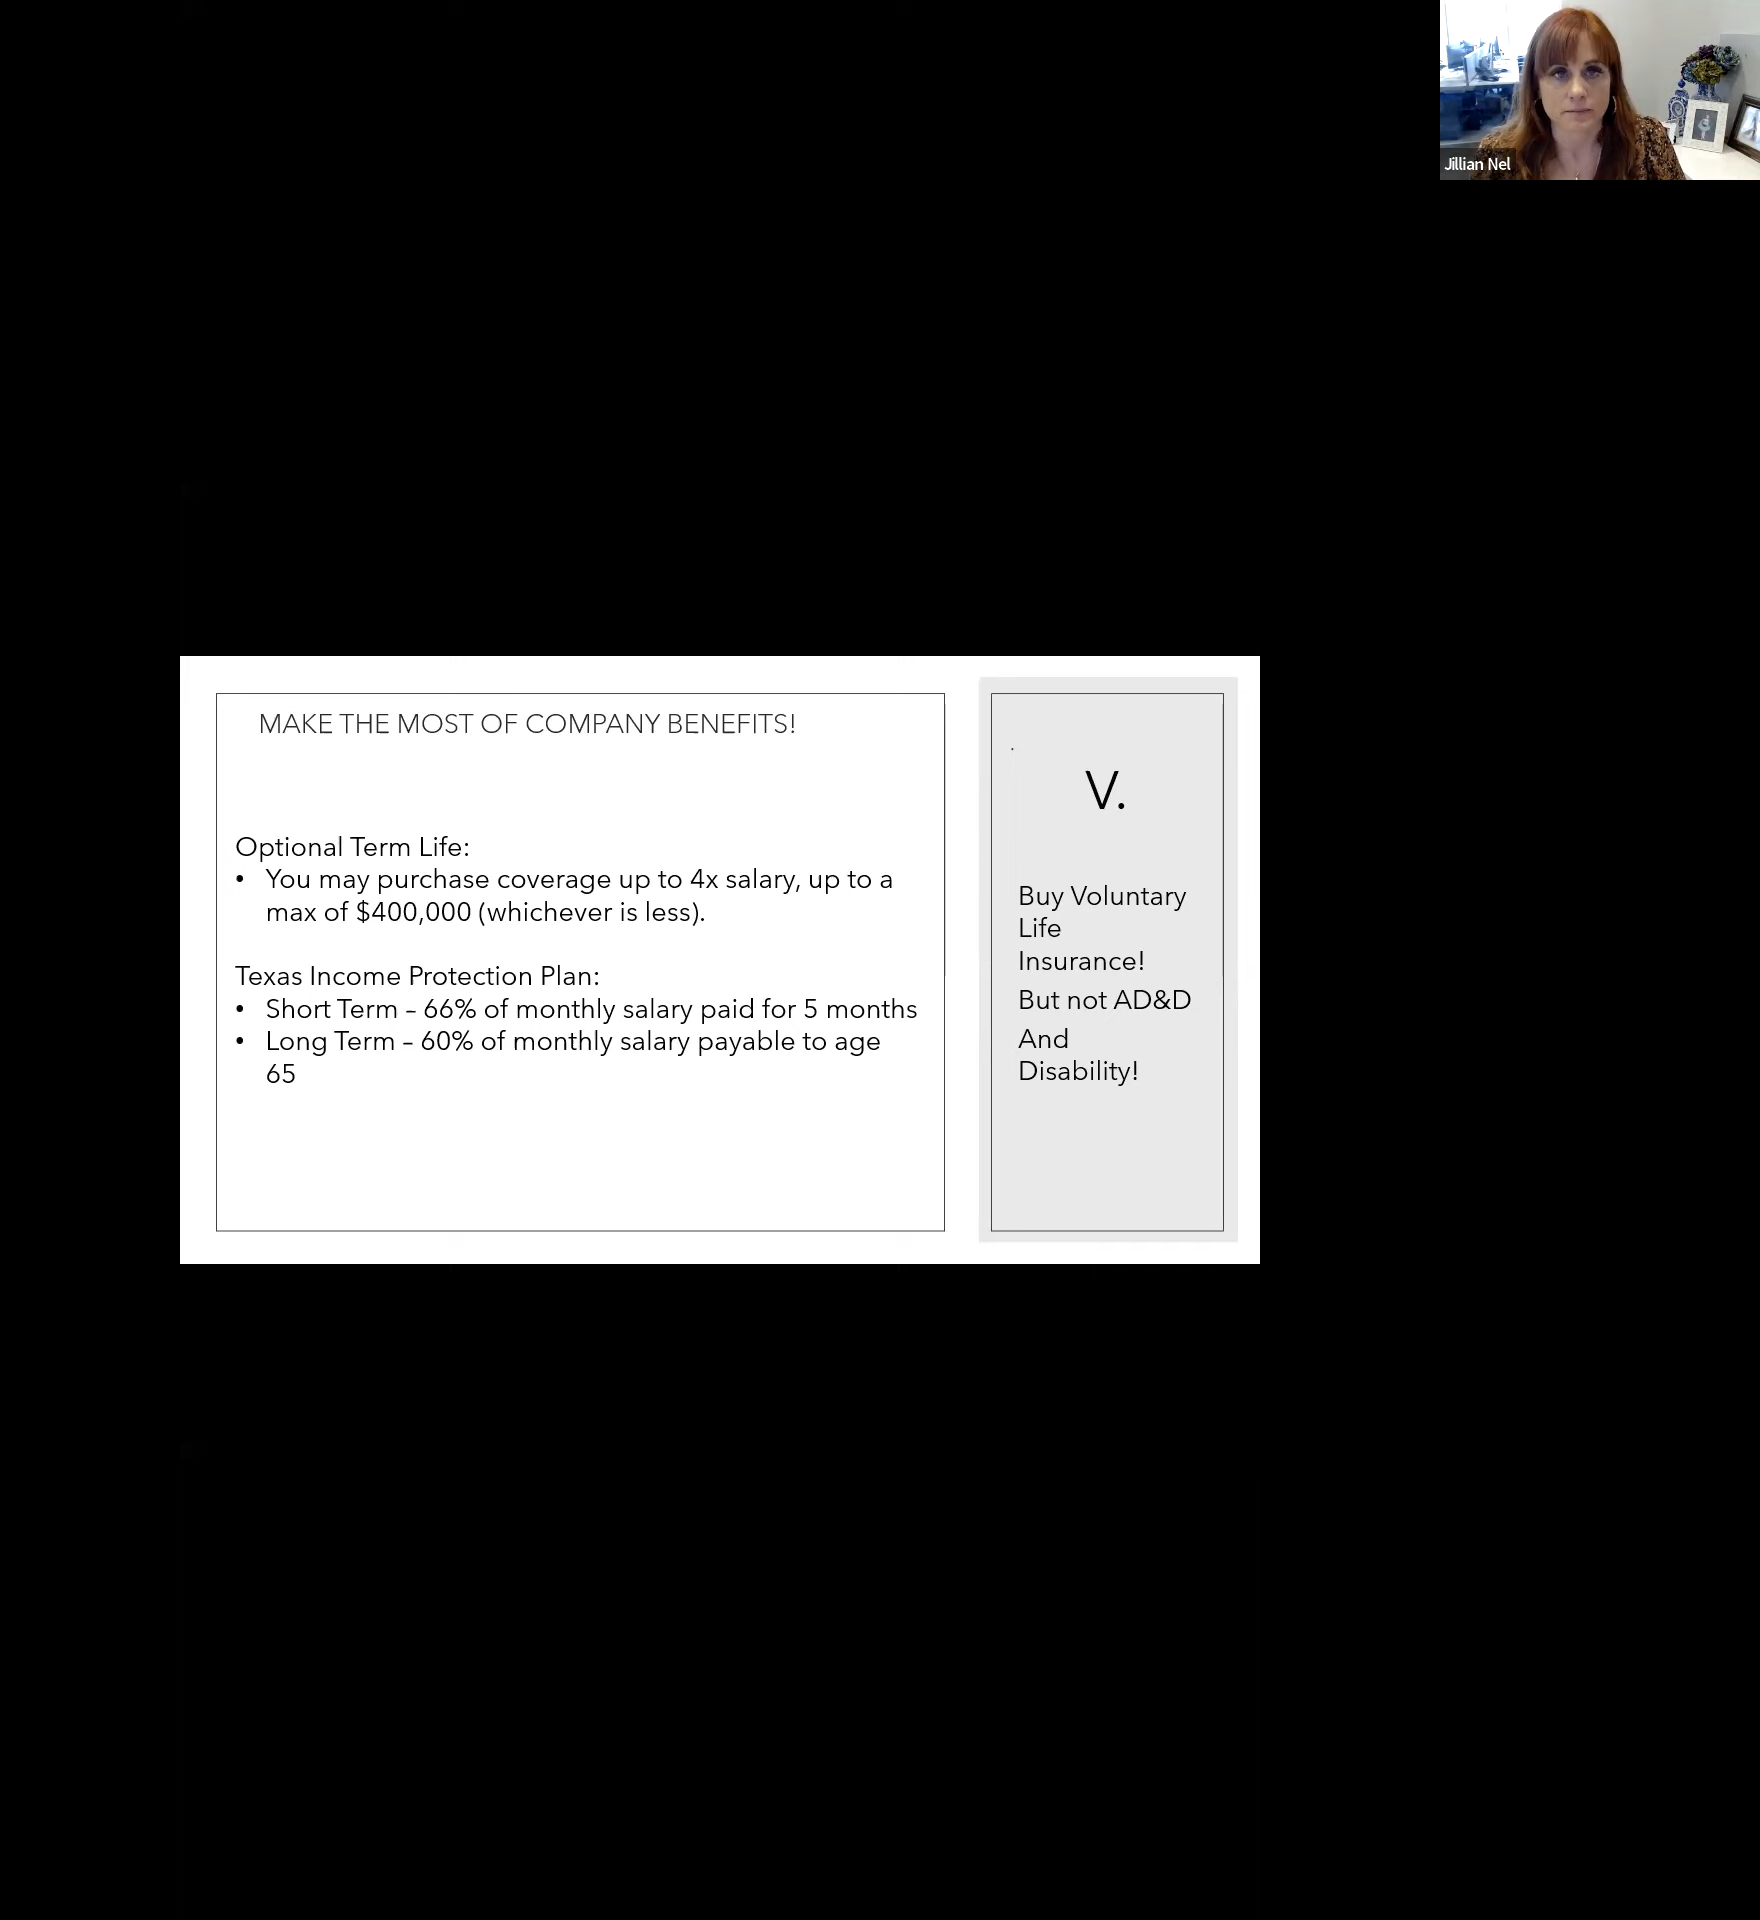 Jillian Nel
MAKE THE MOST OF COMPANY BENEFITS!
Optional Term Life:
• You may purchase coverage up to 4x salary, up to a
max of $400,000 (whichever is less).
Texas Income Protection Plan:
• Short Term – 66% of monthly salary paid for 5 months
• Long Term – 60% of monthly salary payable to age
65
.
V.
Buy Voluntary
Life
Insurance!
But not AD&D
And
Disability!